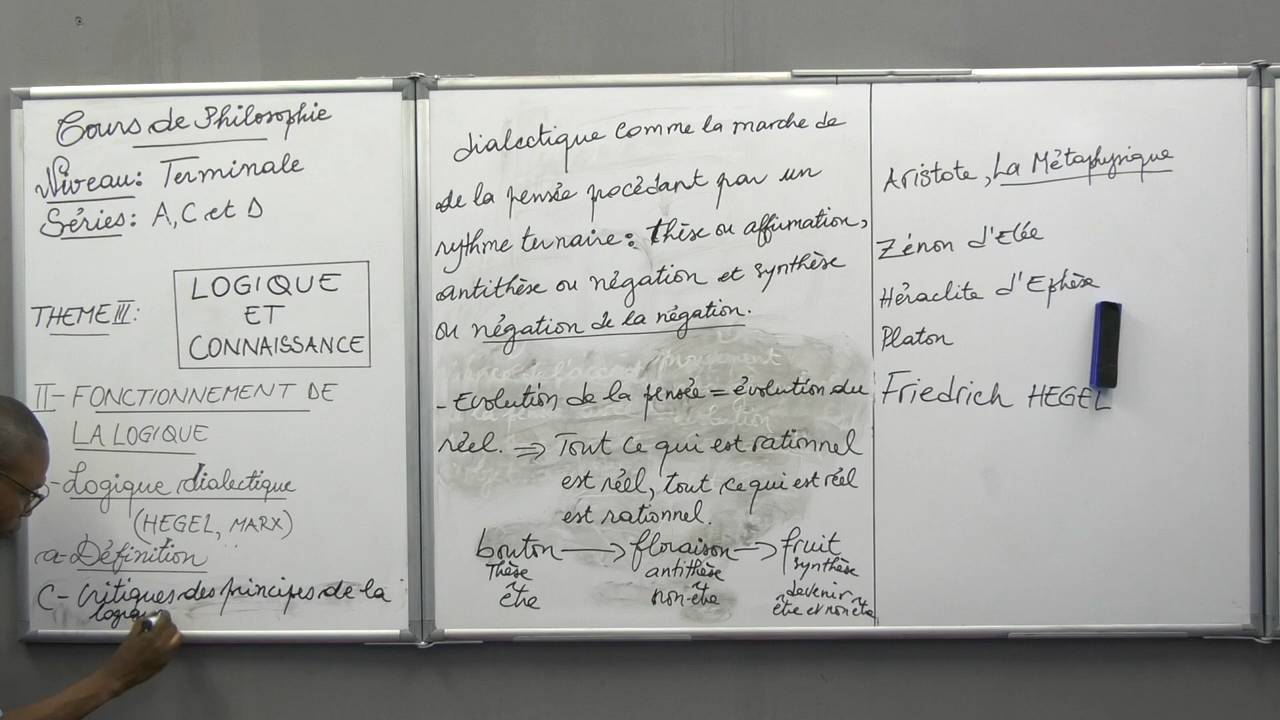 Cours de Philosophie
Niveau: Terminale
Séries: A, C et D
THEME III:
LOGIQUE
ET
CONNAISSANCE
II- FONCTIONNEMENT DE
LA LOGIQUE
-Logique dialectique
(HEGEL, MARX)
a- Définition
C- Critiques des principes de la
dialectique comme la marche de
de la pensée procédant par un
rythme ternaire: thèse ou affirmation,
antithèse ou négation et synthèse
ou négation de la négation.
- Evolution de la pensée = évolution du
réel. => Tout ce qui est rationnel
est réel, tout ce qui est réel
est rationnel.
bouton → floraison → fruit
Thèse antithèse synthèse
être non-être devenir
être et non être
Aristote, La Métaphysique
Zénon d'Elée
Héraclite d'Ephèse
Platon
Friedrich HEGEL